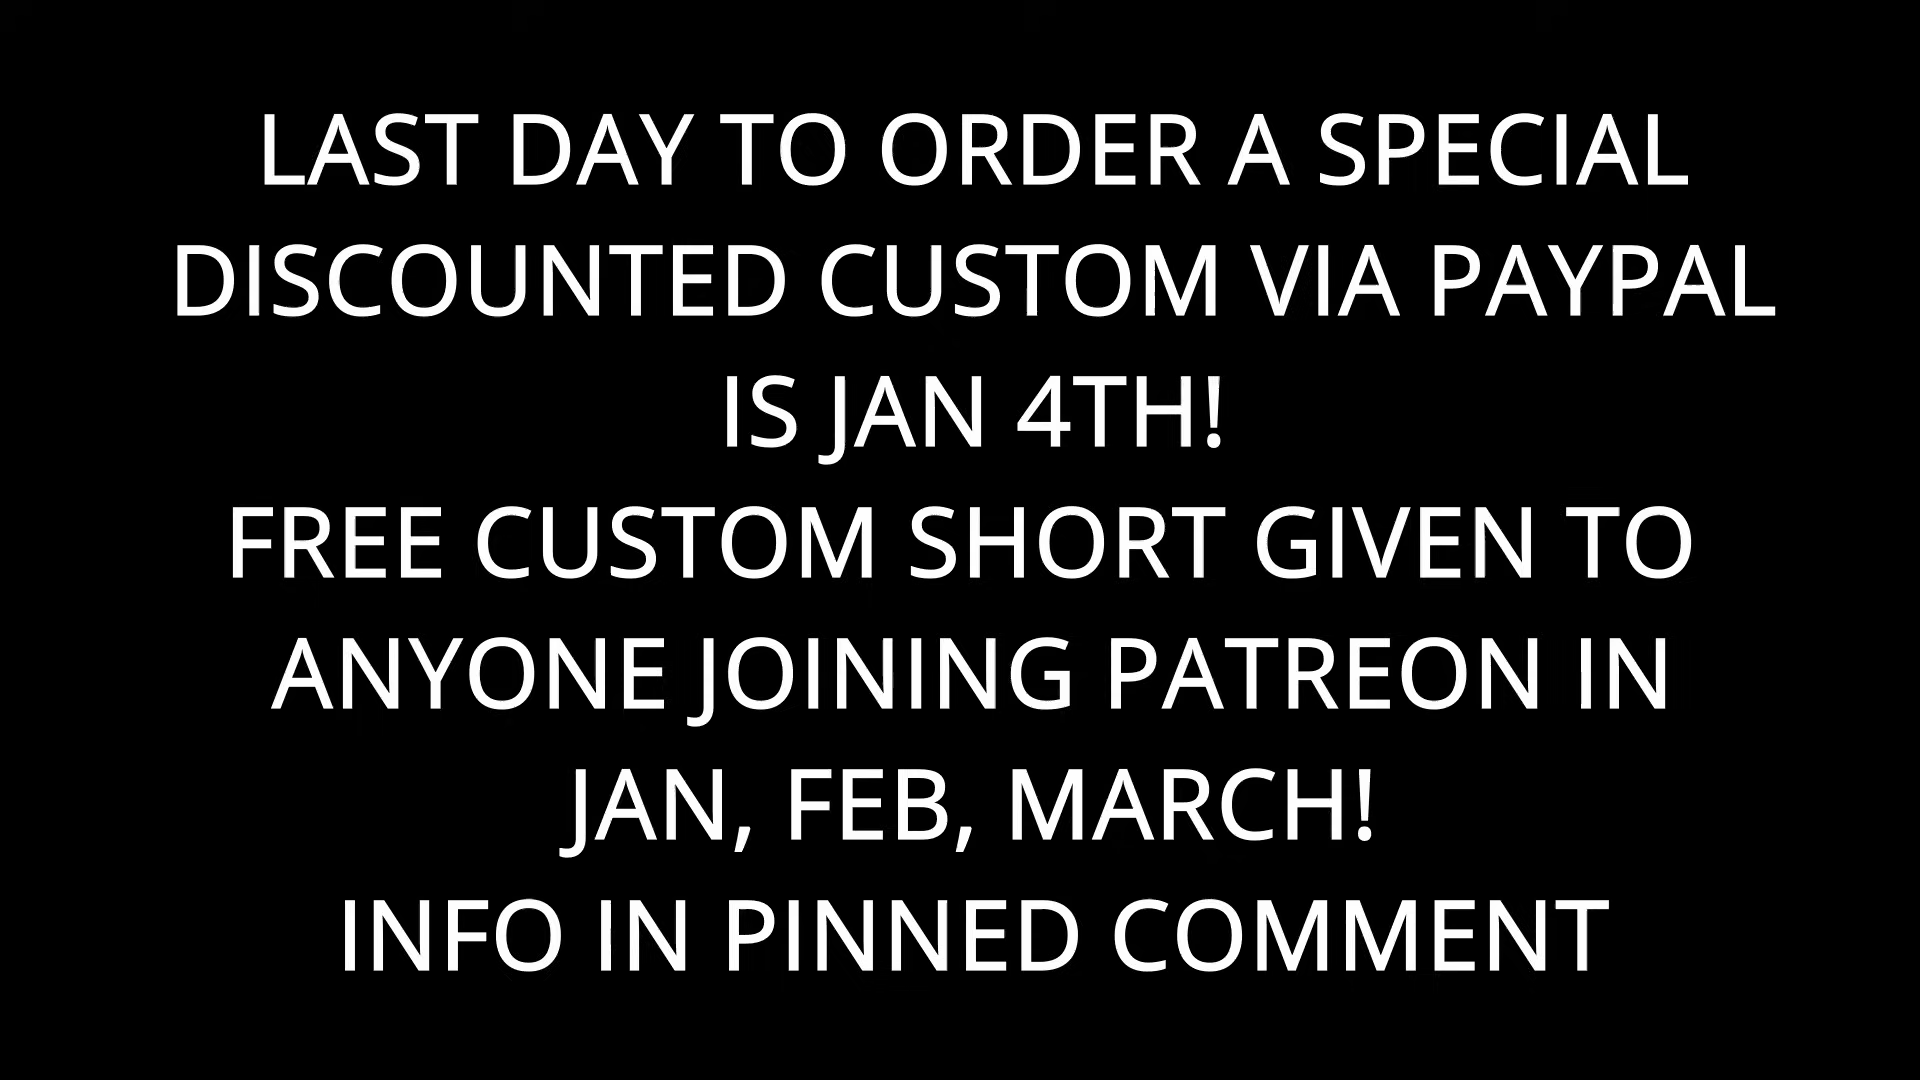 LAST DAY TO ORDER A SPECIAL
DISCOUNTED CUSTOM VIA PAYPAL
IS JAN 4TH!
FREE CUSTOM SHORT GIVEN TO
ANYONE JOINING PATREON IN
JAN, FEB, MARCH!
INFO IN PINNED COMMENT